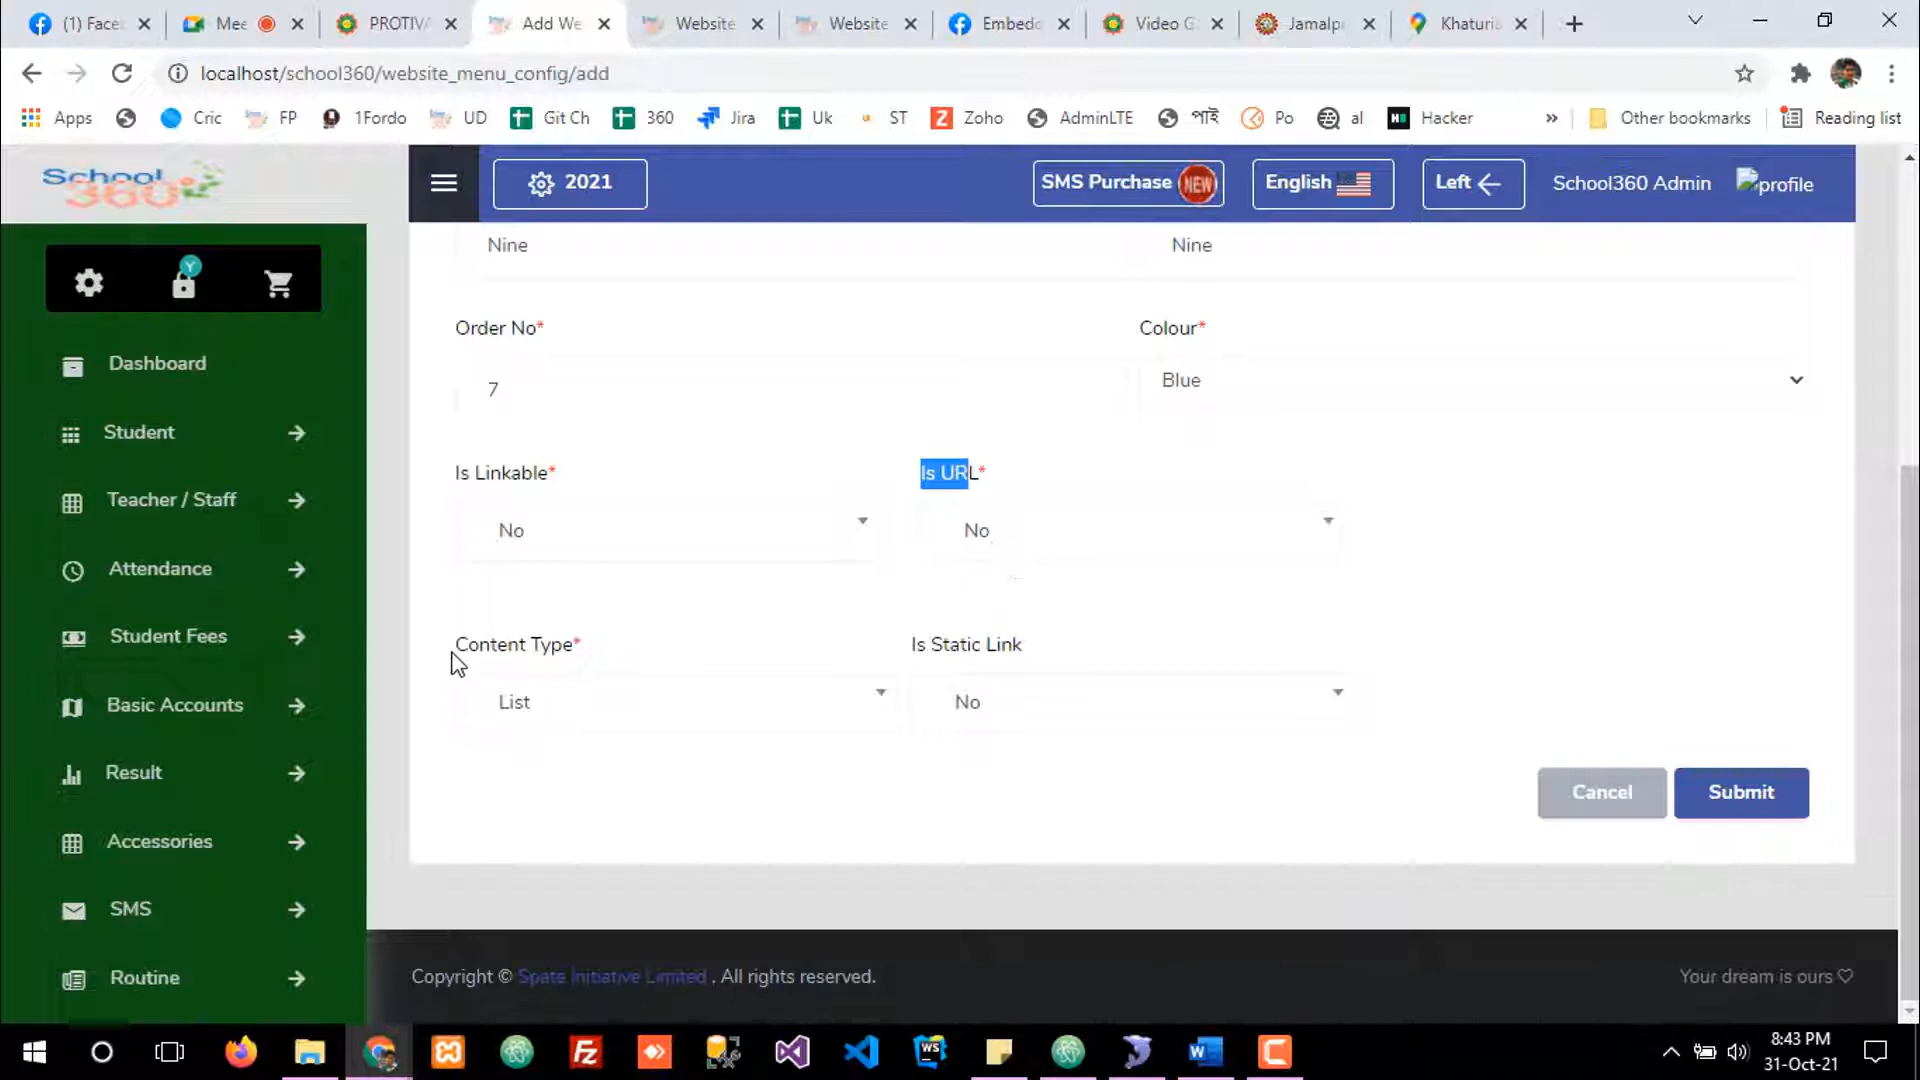 (1) Face
Mee
PROTIVA
Add We
Website
Website
Embedd
Video G
Jamalp
Khaturia
localhost/school360/website_menu_config/add
Apps
Cric
FP
1Fordo
UD
Git Ch
360
Jira
Uk
ST
Zoho
AdminLTE
পাই
Po
al
Hacker
»
Other bookmarks
Reading list
School 360
2021
SMS Purchase NEW
English
Left
School360 Admin
profile
Y
Dashboard
Student
Teacher / Staff
Attendance
Student Fees
Basic Accounts
Result
Accessories
SMS
Routine
Nine
Nine
Order No*
Colour*
7
Blue
Is Linkable*
Is URL*
No
No
Content Type*
Is Static Link
List
No
Cancel
Submit
Copyright © Spate Initiative Limited . All rights reserved.
Your dream is ours ♡
8:43 PM
31-Oct-21